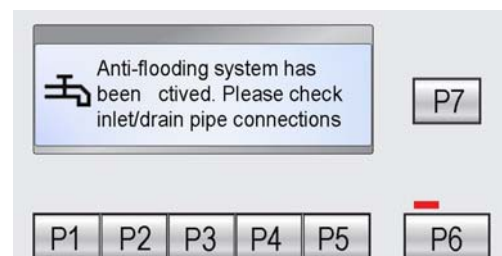 Anti-flooding system has
been ctived. Please check
inlet/drain pipe connections
P7
P1 P2 P3 P4 P5 P6